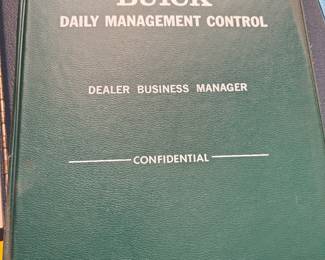 BUICK
DAILY MANAGEMENT CONTROL
DEALER BUSINESS MANAGER
CONFIDENTIAL